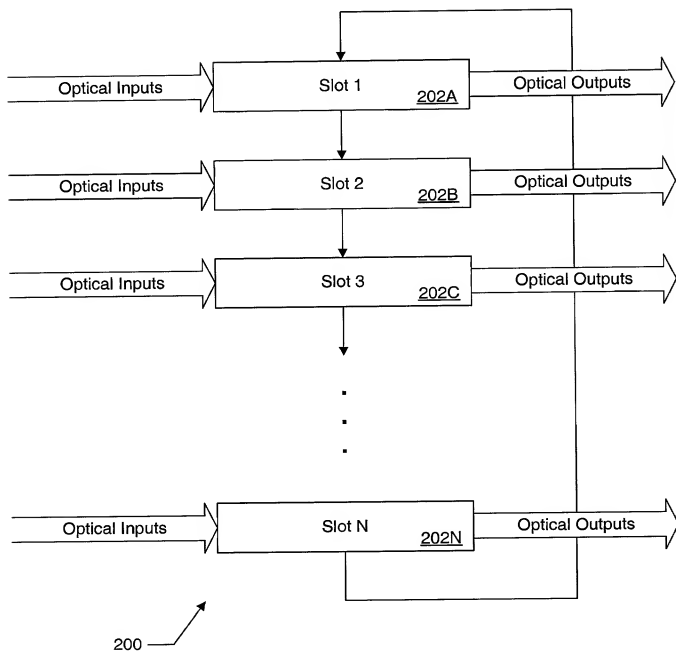 Optical Inputs
Slot 1
202A
Optical Outputs
Optical Inputs
Slot 2
202B
Optical Outputs
Optical Inputs
Slot 3
202C
Optical Outputs
Optical Inputs
Slot N
202N
Optical Outputs
200